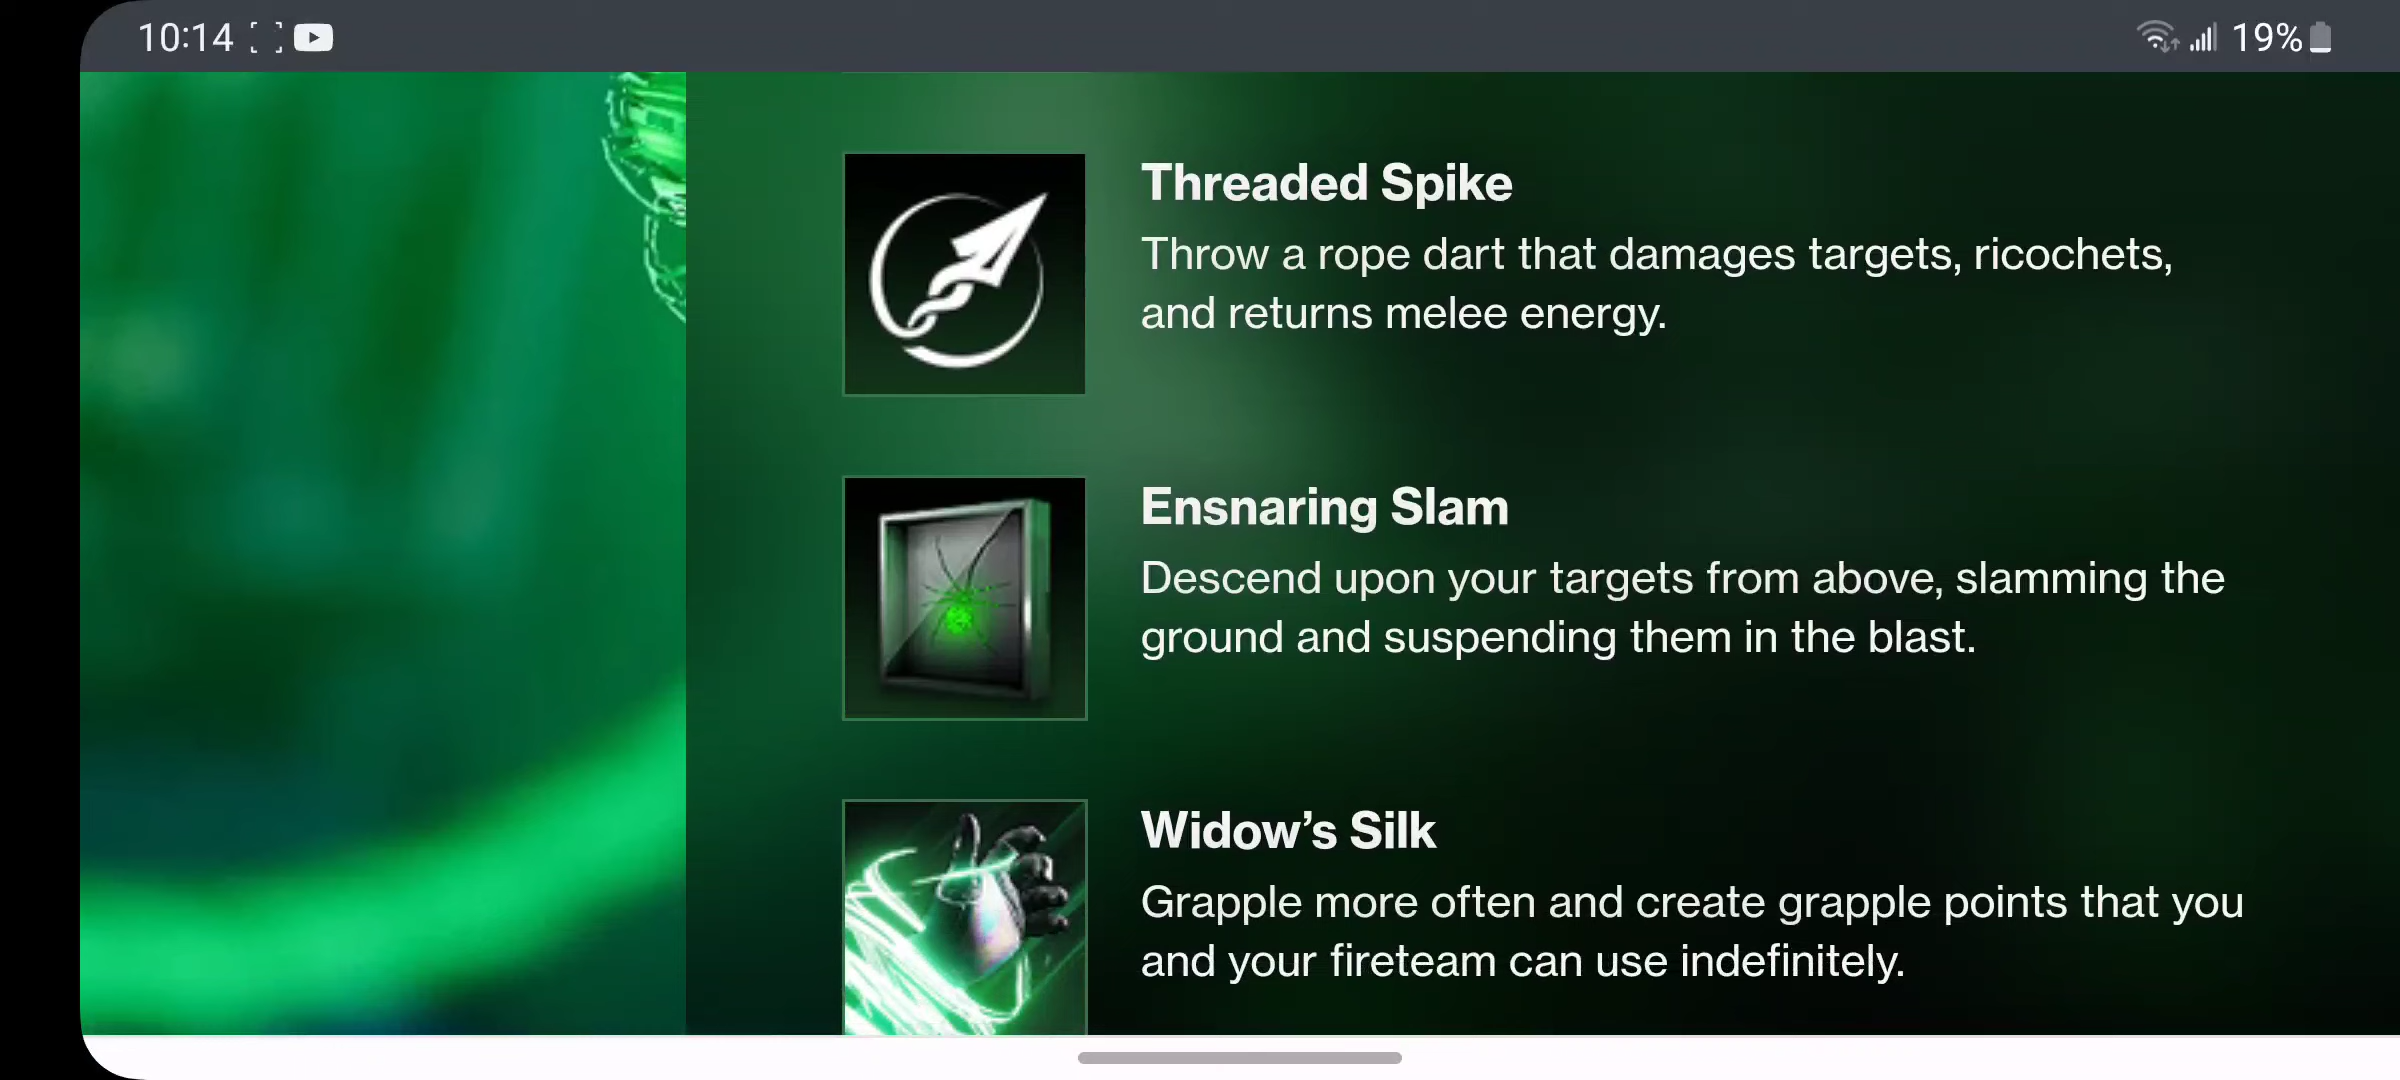 10:14
19%
Threaded Spike
Throw a rope dart that damages targets, ricochets,
and returns melee energy.
Ensnaring Slam
Descend upon your targets from above, slamming the
ground and suspending them in the blast.
Widow’s Silk
Grapple more often and create grapple points that you
and your fireteam can use indefinitely.